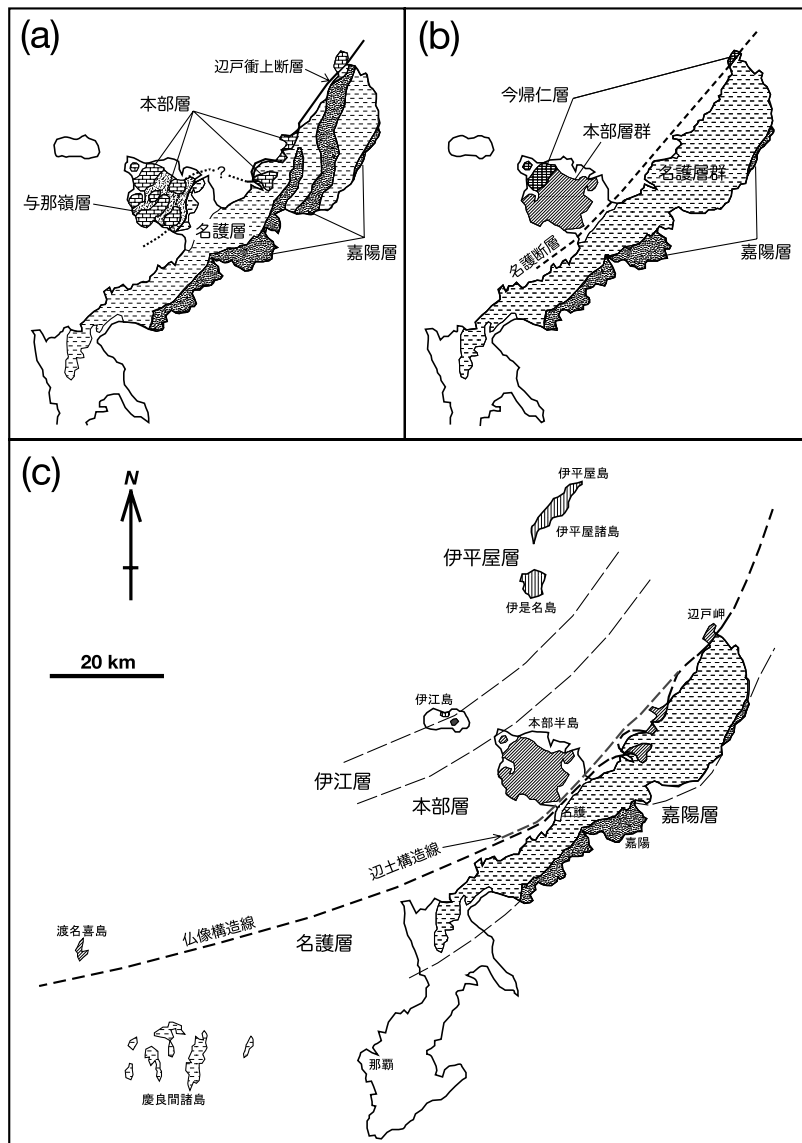 (a)
辺戸衝上断層
本部層
?
与那嶺層
名護層
嘉陽層
(b)
今帰仁層
本部層群
名護層群
名護断層
嘉陽層
(c)
N
20 km
伊平屋島
伊平屋諸島
伊平屋層
伊是名島
辺戸岬
伊江島
本部半島
伊江層
本部層
名護
嘉陽層
嘉陽
辺土構造線
仏像構造線
渡名喜島
名護層
那覇
慶良間諸島